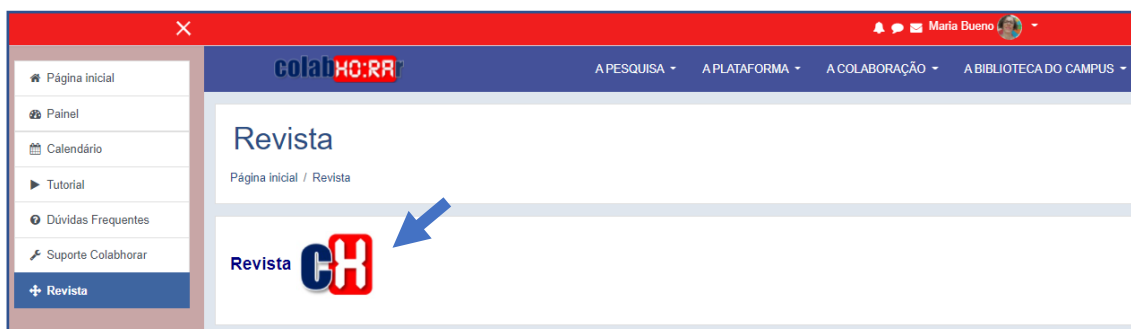 Maria Bueno
colabHO:RAr
A PESQUISA
A PLATAFORMA
A COLABORAÇÃO
A BIBLIOTECA DO CAMPUS
Página inicial
Painel
Calendário
Tutorial
Dúvidas Frequentes
Suporte Colabhorar
Revista
Revista
Página inicial / Revista
Revista CH